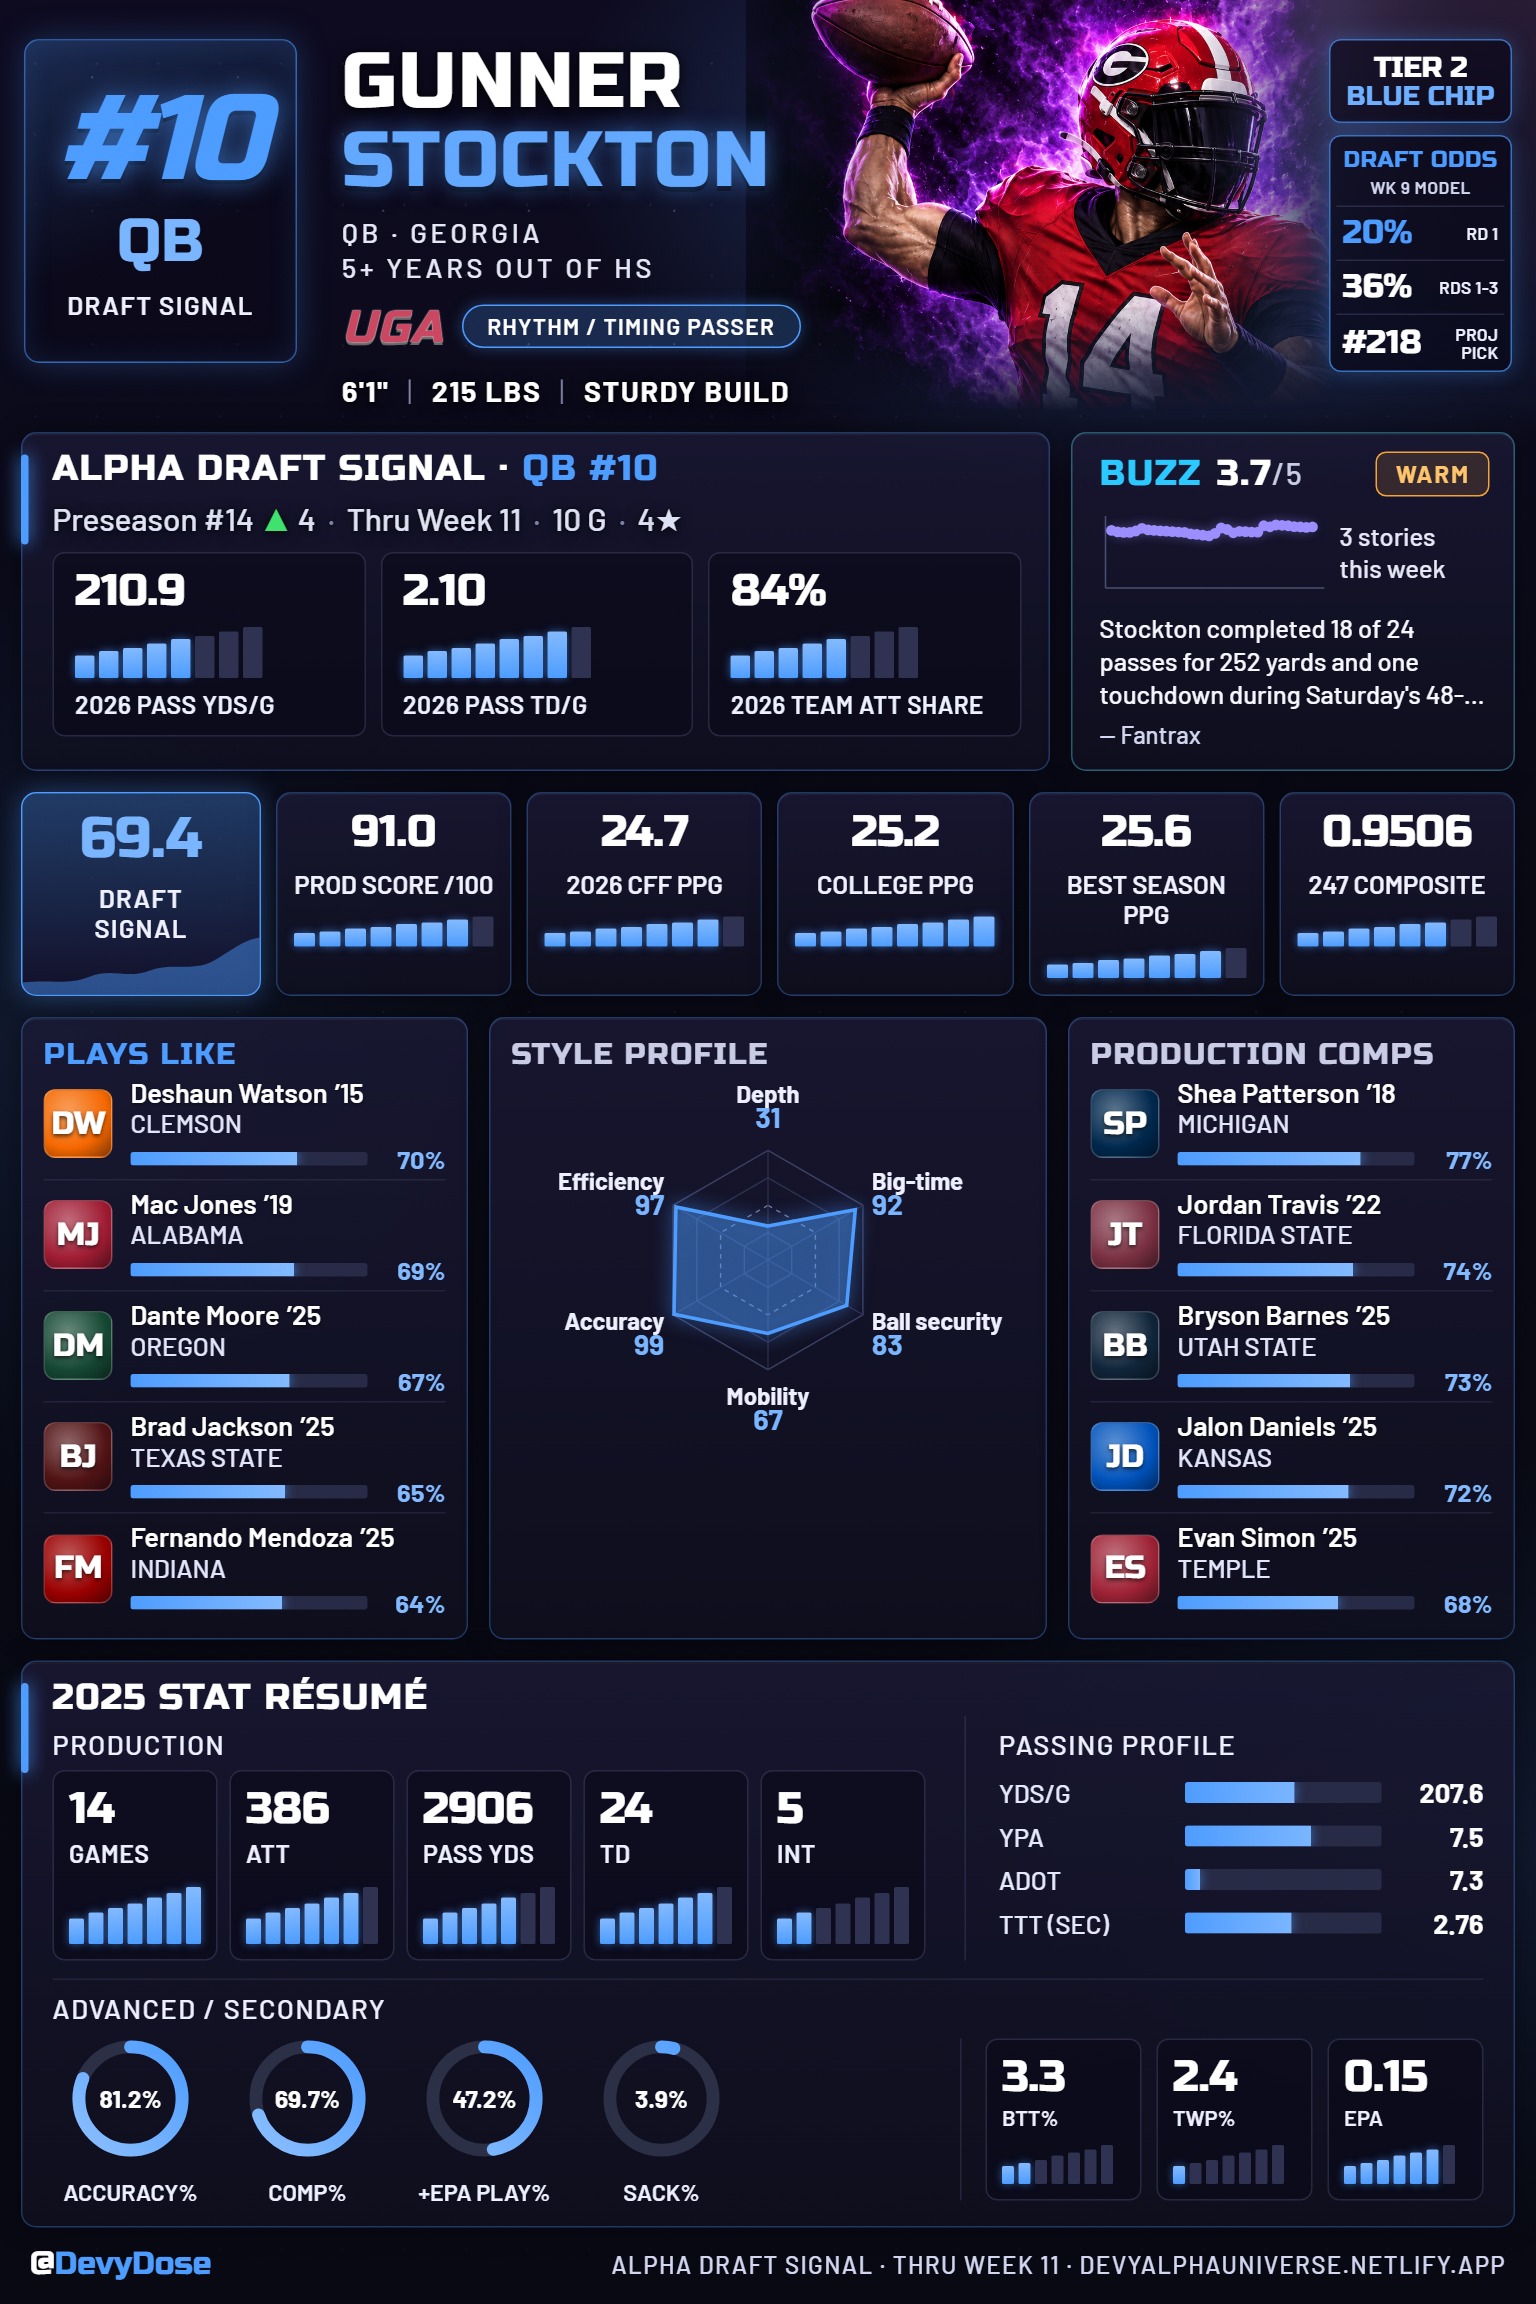 #10
QB
DRAFT SIGNAL
GUNNER
STOCKTON
QB · GEORGIA
5+ YEARS OUT OF HS
UGA
RHYTHM / TIMING PASSER
6'1" | 215 LBS | STURDY BUILD
G
14
TIER 2
BLUE CHIP
DRAFT ODDS
WK 9 MODEL
20% RD 1
36% RDS 1-3
#218 PROJ PICK
ALPHA DRAFT SIGNAL · QB #10
Preseason #14 ▲ 4 · Thru Week 11 · 10 G · 4★
210.9
2026 PASS YDS/G
2.10
2026 PASS TD/G
84%
2026 TEAM ATT SHARE
BUZZ 3.7/5
WARM
3 stories
this week
Stockton completed 18 of 24
passes for 252 yards and one
touchdown during Saturday's 48-...
— Fantrax
69.4
DRAFT
SIGNAL
91.0
PROD SCORE /100
24.7
2026 CFF PPG
25.2
COLLEGE PPG
25.6
BEST SEASON
PPG
0.9506
247 COMPOSITE
PLAYS LIKE
DW
Deshaun Watson ’15
CLEMSON
70%
MJ
Mac Jones ’19
ALABAMA
69%
DM
Dante Moore ’25
OREGON
67%
BJ
Brad Jackson ’25
TEXAS STATE
65%
FM
Fernando Mendoza ’25
INDIANA
64%
STYLE PROFILE
Depth
31
Efficiency
97
Big-time
92
Accuracy
99
Ball security
83
Mobility
67
PRODUCTION COMPS
SP
Shea Patterson ’18
MICHIGAN
77%
JT
Jordan Travis ’22
FLORIDA STATE
74%
BB
Bryson Barnes ’25
UTAH STATE
73%
JD
Jalon Daniels ’25
KANSAS
72%
ES
Evan Simon ’25
TEMPLE
68%
2025 STAT RÉSUMÉ
PRODUCTION
14
GAMES
386
ATT
2906
PASS YDS
24
TD
5
INT
PASSING PROFILE
YDS/G 207.6
YPA 7.5
ADOT 7.3
TTT (SEC) 2.76
ADVANCED / SECONDARY
81.2%
ACCURACY%
69.7%
COMP%
47.2%
+EPA PLAY%
3.9%
SACK%
3.3
BTT%
2.4
TWP%
0.15
EPA
@DevyDose
ALPHA DRAFT SIGNAL · THRU WEEK 11 · DEVYALPHAUNIVERSE.NETLIFY.APP